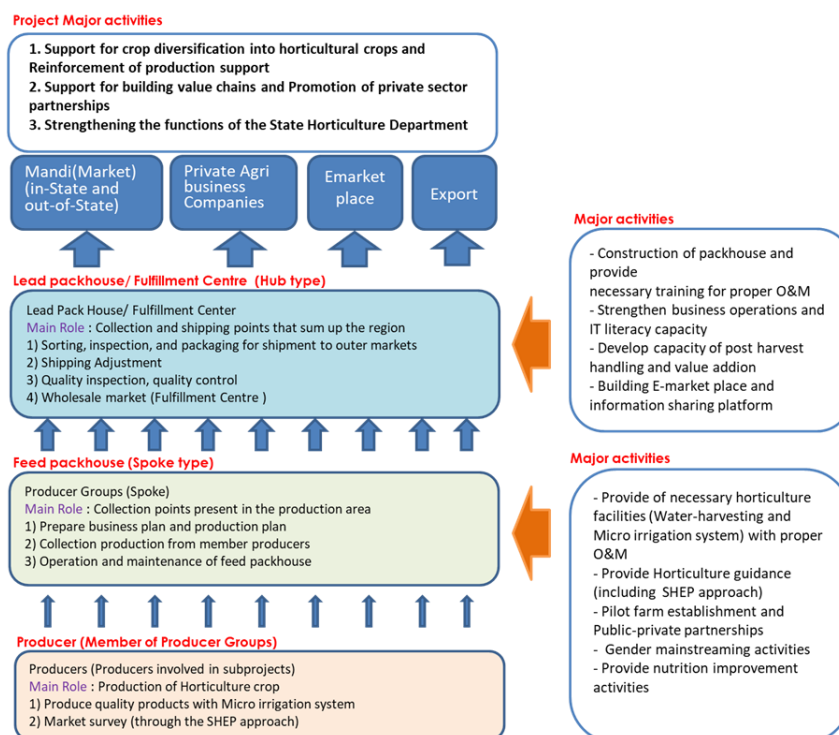 Project Major activities
1. Support for crop diversification into horticultural crops and
Reinforcement of production support
2. Support for building value chains and Promotion of private sector
partnerships
3. Strengthening the functions of the State Horticulture Department
Mandi(Market)
(in-State and
out-of-State)
Private Agri
business
Companies
Emarket
place
Export
Lead packhouse/ Fulfillment Centre (Hub type)
Lead Pack House/ Fulfillment Center
Main Role : Collection and shipping points that sum up the region
1) Sorting, inspection, and packaging for shipment to outer markets
2) Shipping Adjustment
3) Quality inspection, quality control
4) Wholesale market (Fulfillment Centre )
Major activities
- Construction of packhouse and
provide
necessary training for proper O&M
- Strengthen business operations and
IT literacy capacity
- Develop capacity of post harvest
handling and value addion
- Building E-market place and
information sharing platform
Feed packhouse (Spoke type)
Producer Groups (Spoke)
Main Role : Collection points present in the production area
1) Prepare business plan and production plan
2) Collection production from member producers
3) Operation and maintenance of feed packhouse
Major activities
- Provide of necessary horticulture
facilities (Water-harvesting and
Micro irrigation system) with proper
O&M
- Provide Horticulture guidance
(including SHEP approach)
- Pilot farm establishment and
Public-private partnerships
- Gender mainstreaming activities
- Provide nutrition improvement
activities
Producer (Member of Producer Groups)
Producers (Producers involved in subprojects)
Main Role : Production of Horticulture crop
1) Produce quality products with Micro irrigation system
2) Market survey (through the SHEP approach)